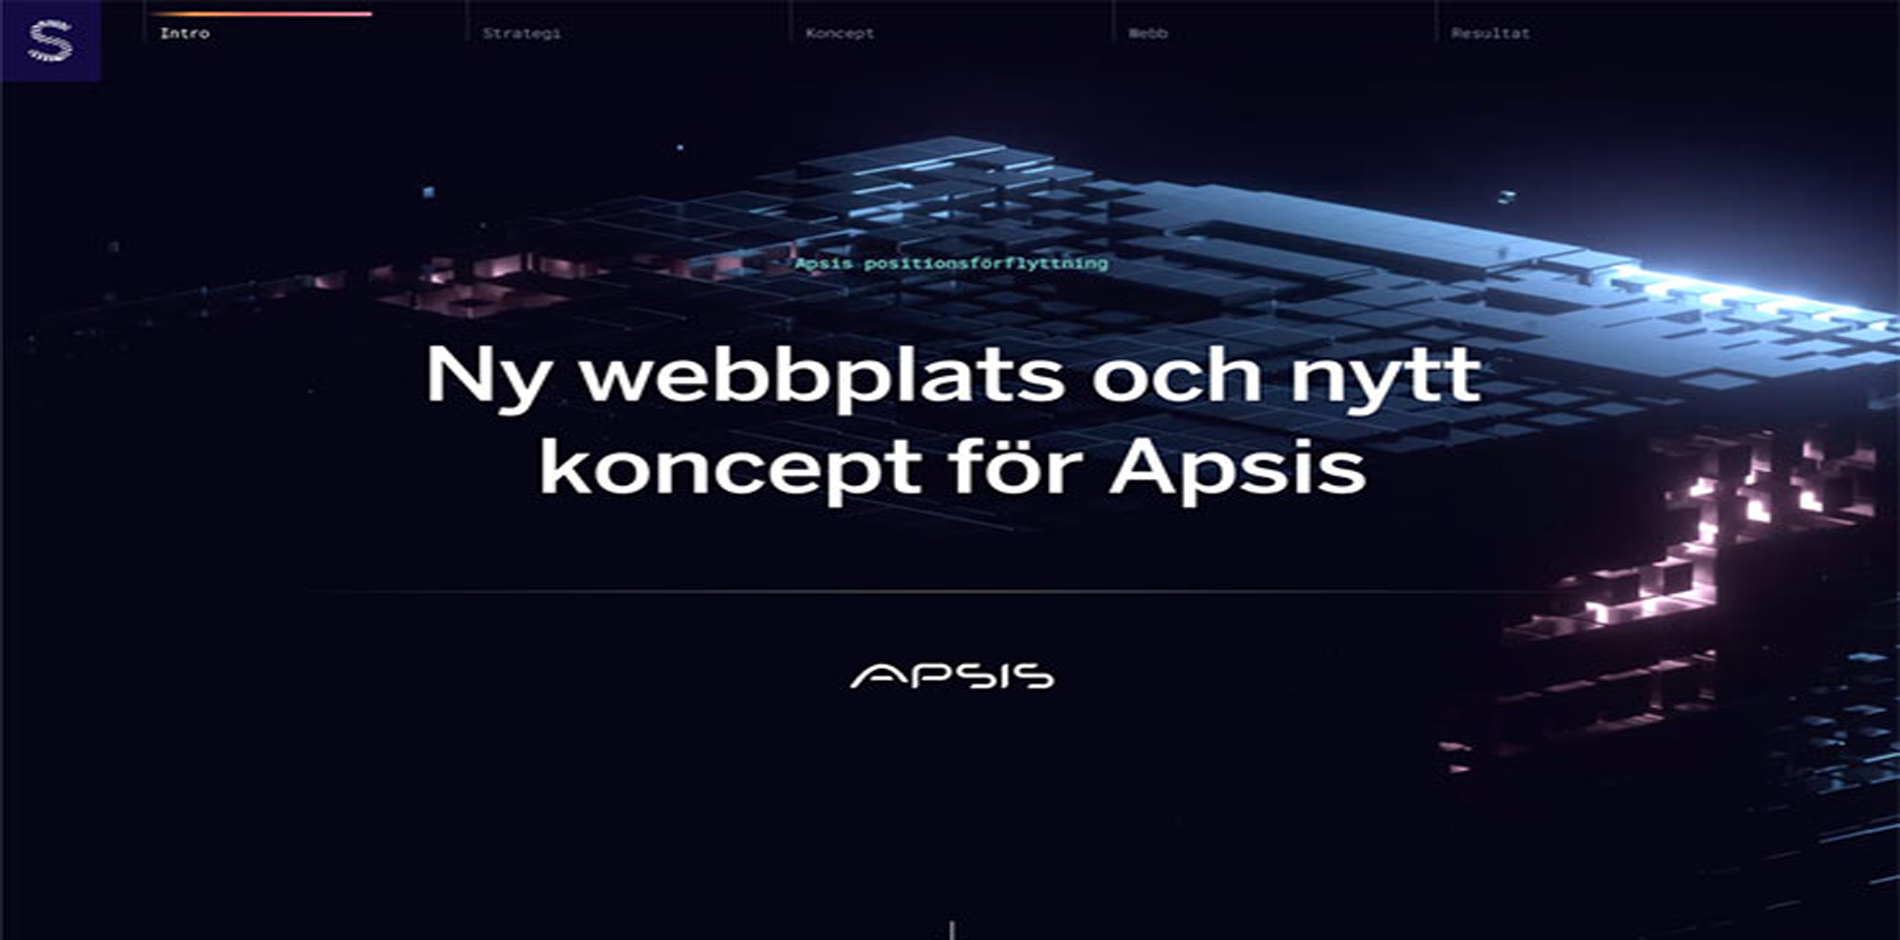 S
Intro
Strategi
Koncept
Webb
Resultat
Apsis positionsförflyttning
Ny webbplats och nytt
koncept för Apsis
APSIS